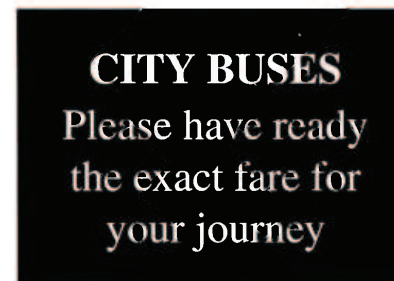 CITY BUSES
Please have ready
the exact fare for
your journey